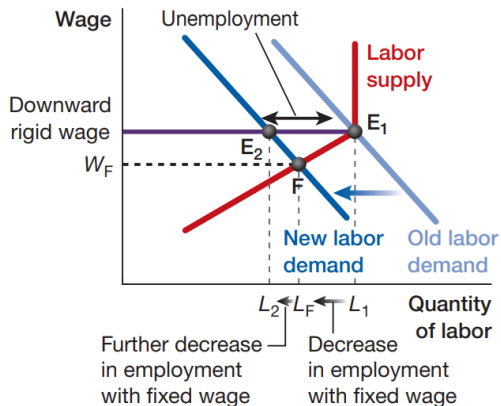 Wage
Unemployment
Labor
supply
Downward
rigid wage
E1
E2
WF
F
New labor
demand
Old labor
demand
L2
LF
L1
Quantity
of labor
Further decrease
in employment
with fixed wage
Decrease
in employment
with fixed wage